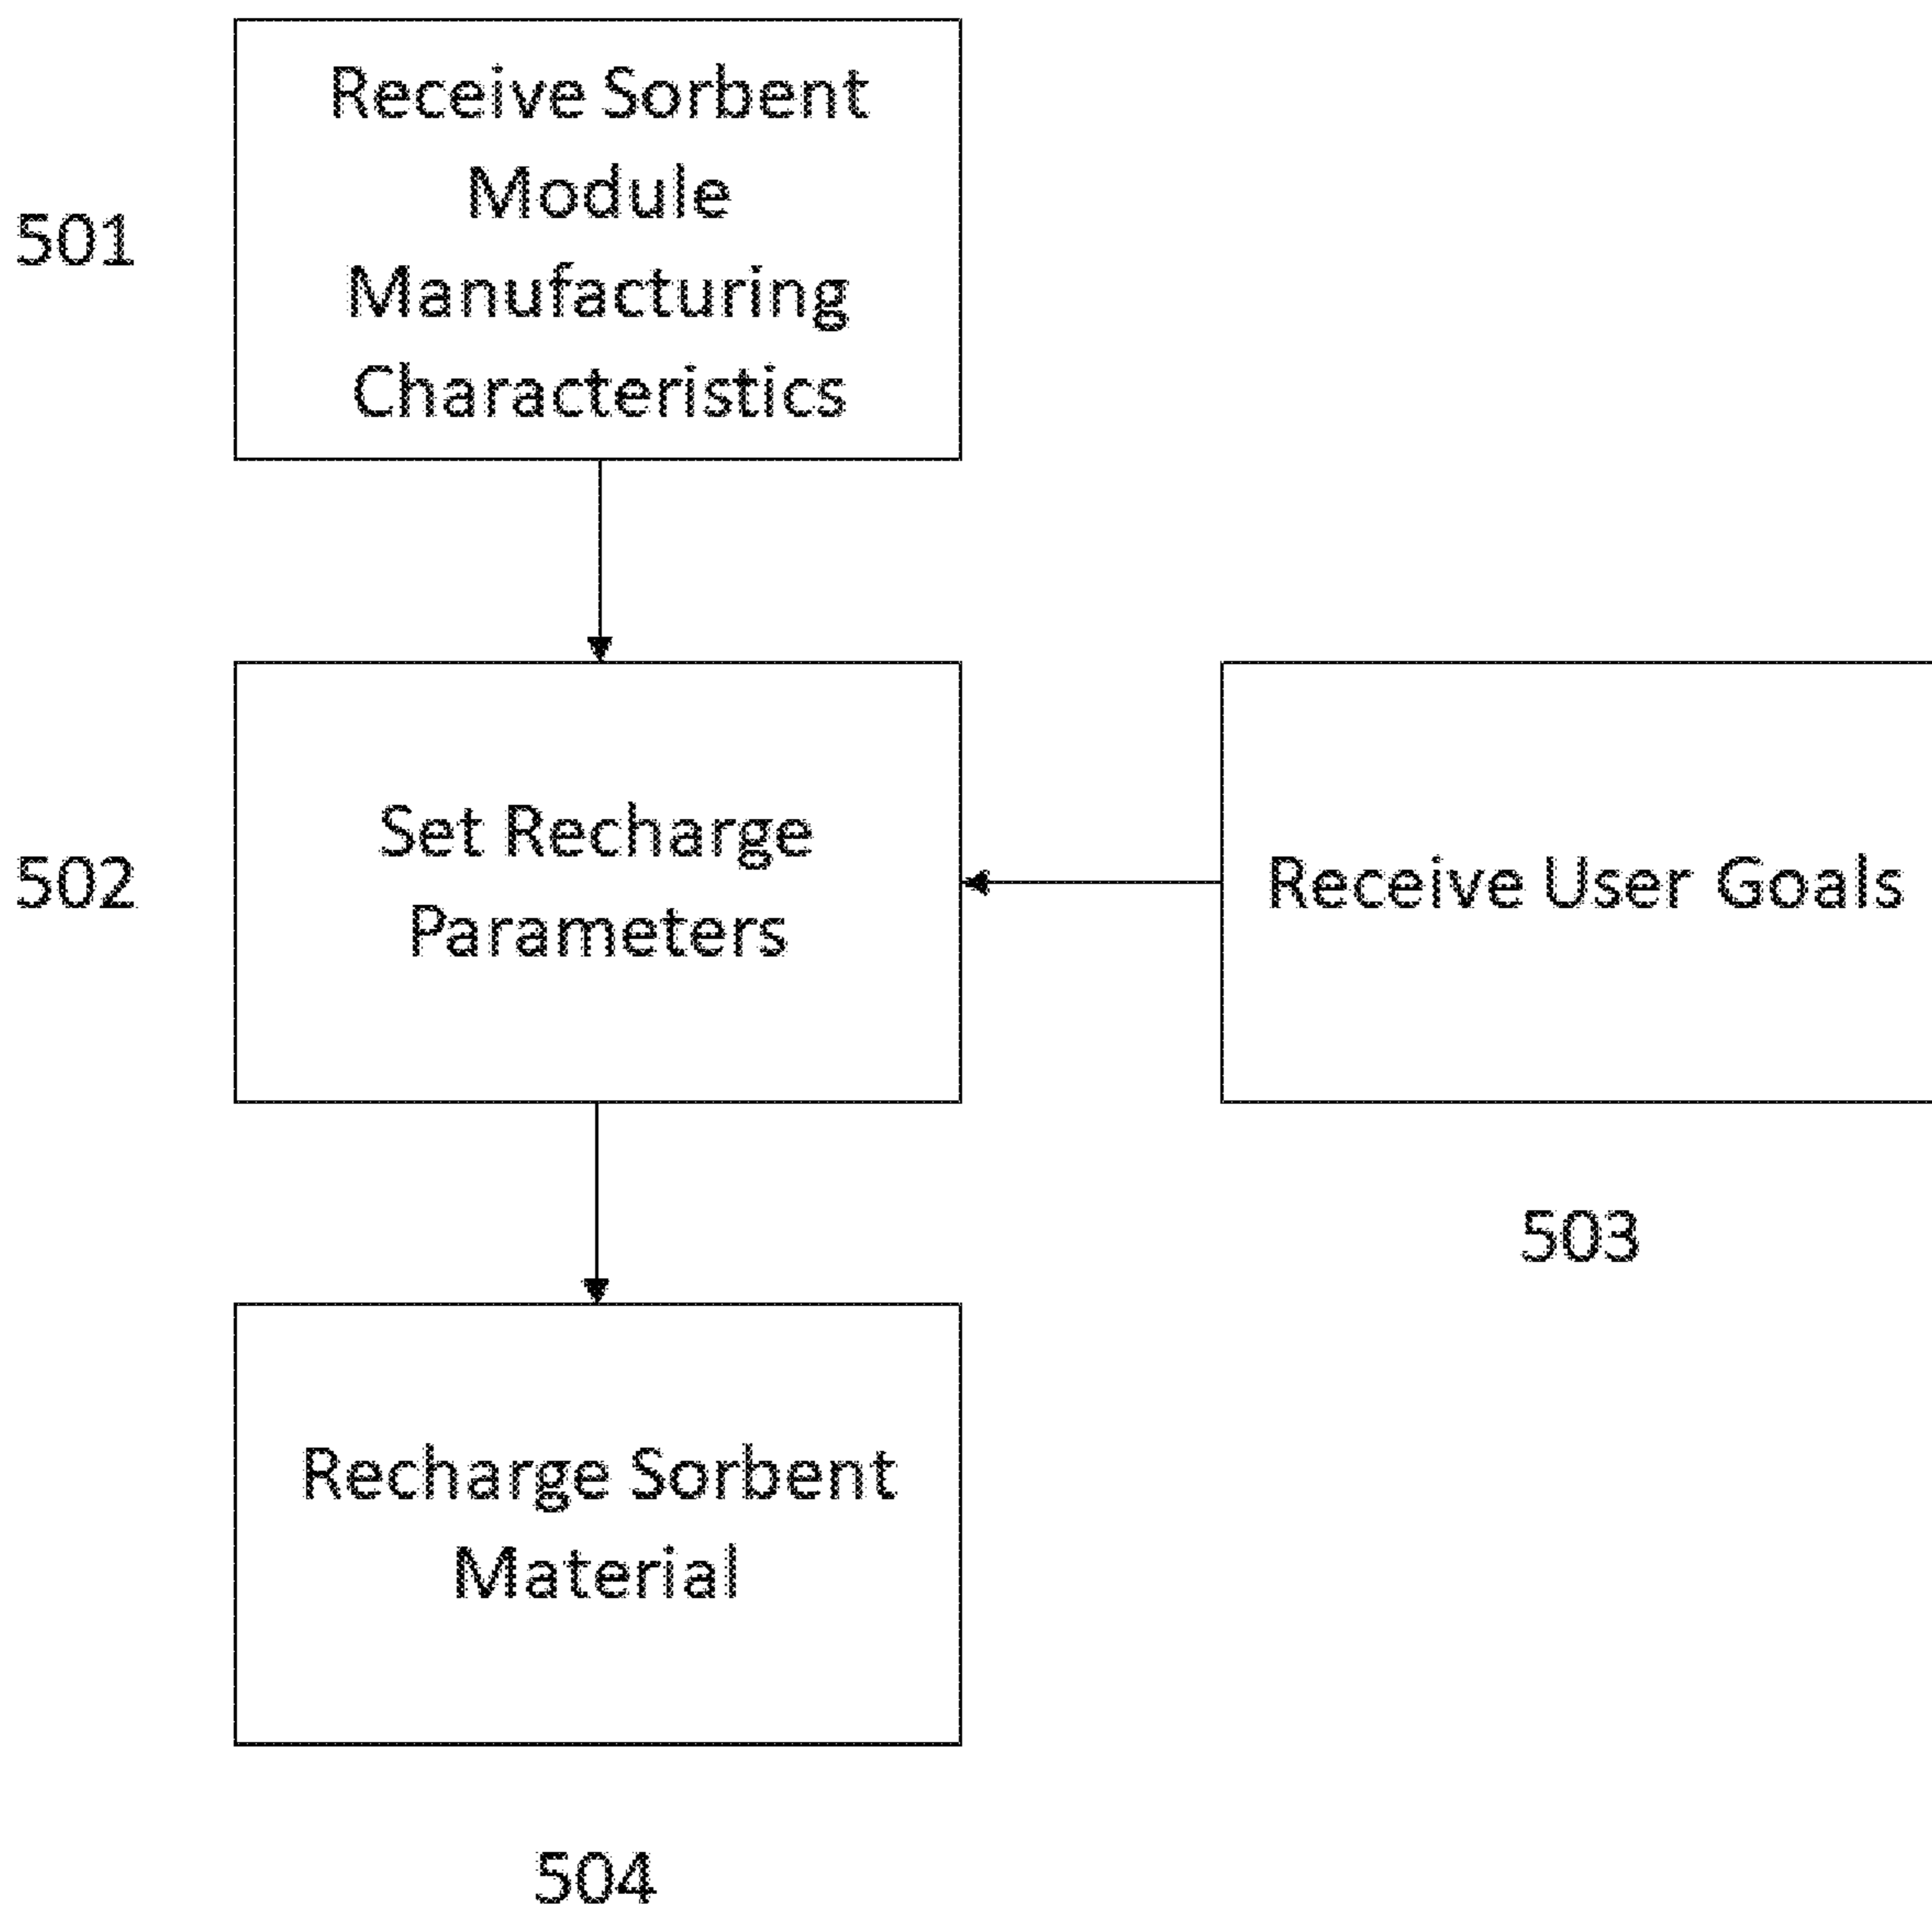 Receive Sorbent
Module
Manufacturing
Characteristics
501
Set Recharge
Parameters
502
Receive User Goals
503
Recharge Sorbent
Material
504